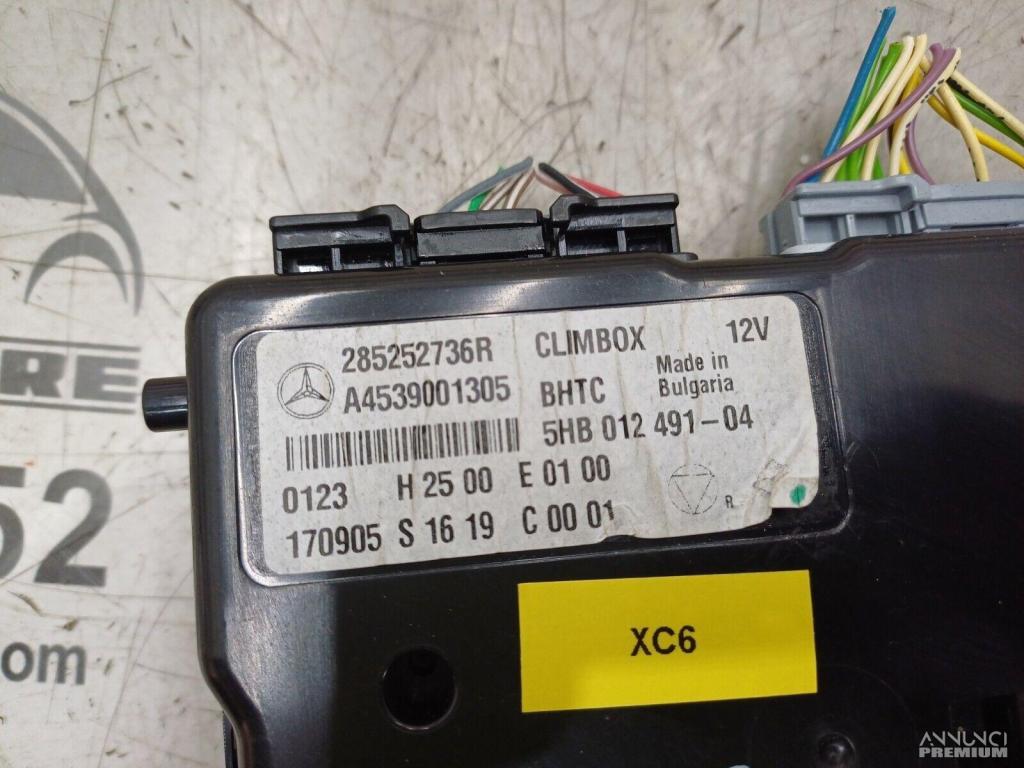 285252736R CLIMBOX 12V
A4539001305 BHTC Made in
Bulgaria
5HB 012 491-04
0123 H 25 00 E 01 00
170905 S 16 19 C 00 01
R
XC6
RE
52
.com
ANNUNCI
PREMIUM